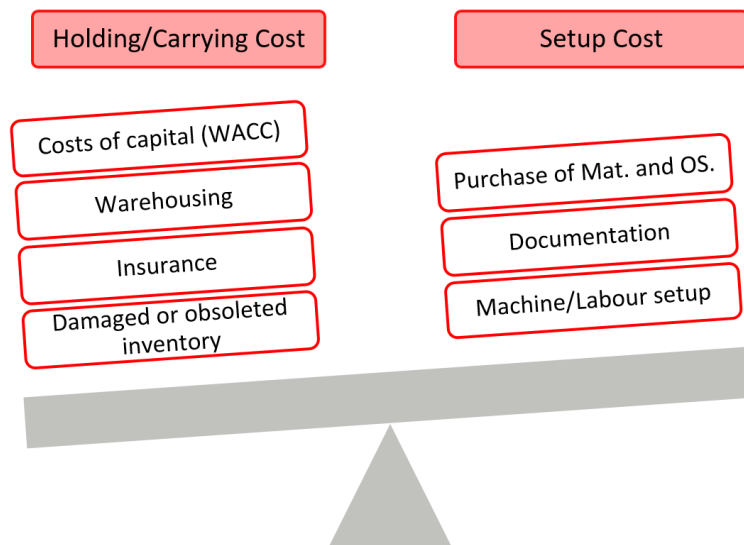 Holding/Carrying Cost
Setup Cost
Costs of capital (WACC)
Warehousing
Insurance
Damaged or obsoleted
inventory
Purchase of Mat. and OS.
Documentation
Machine/Labour setup